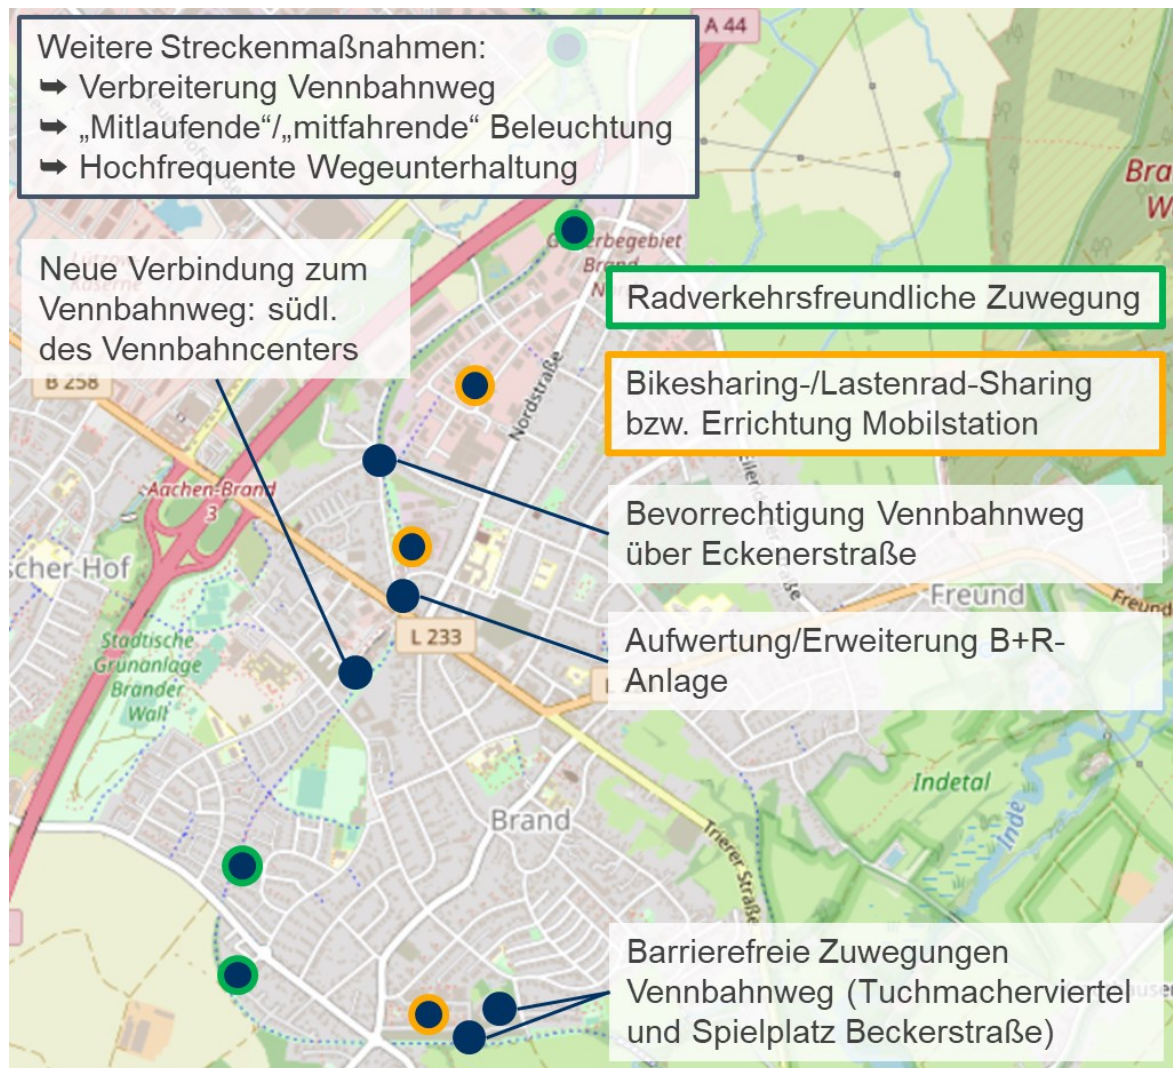 Weitere Streckenmaßnahmen:
➥ Verbreiterung Vennbahnweg
➥ „Mitlaufende“/„mitfahrende“ Beleuchtung
➥ Hochfrequente Wegeunterhaltung
A 44
Neue Verbindung zum
Vennbahnweg: südl.
des Vennbahncenters
Radverkehrsfreundliche Zuwegung
Bikesharing-/Lastenrad-Sharing
bzw. Errichtung Mobilstation
B 258
Nordstraße
Aachen-Brand
3
Bevorrechtigung Vennbahnweg
über Eckenerstraße
Freund
Freund
L 233
Städtische
Grünanlage
Brander
Wall
Aufwertung/Erweiterung B+R-
Anlage
Indetal
Inde
Brand
Trierer Straße
Barrierefreie Zuwegungen
Vennbahnweg (Tuchmacherviertel
und Spielplatz Beckerstraße)